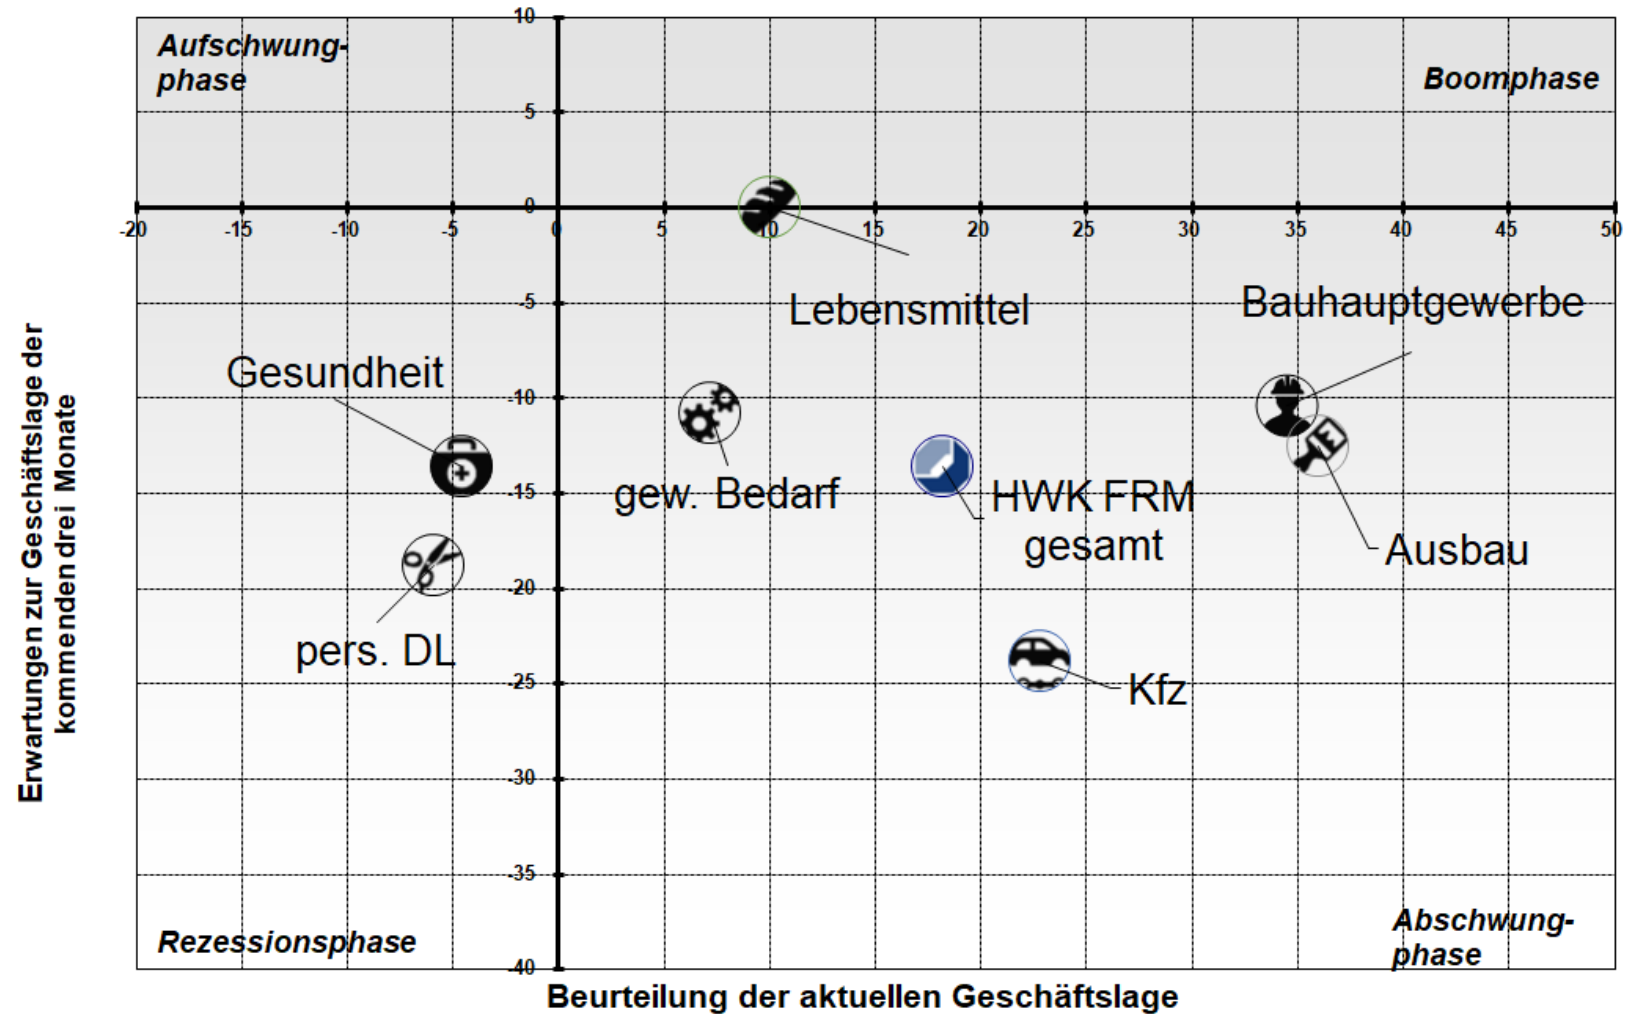 10
Aufschwung-
phase
Boomphase
5
0
-20 -15 -10 -5 0 5 10 15 20 25 30 35 40 45 50
-5
Lebensmittel
Bauhauptgewerbe
Gesundheit
-10
gew. Bedarf
-15
HWK FRM
gesamt
Ausbau
-20
pers. DL
-25
Kfz
-30
-35
Rezessionsphase
Abschwung-
phase
-40
Erwartungen zur Geschäftslage der
kommenden drei Monate
Beurteilung der aktuellen Geschäftslage